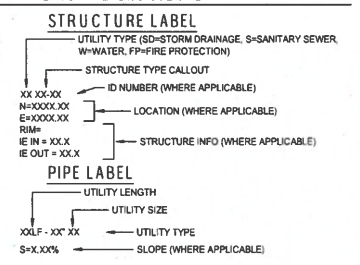 STRUCTURE LABEL
UTILITY TYPE (SD=STORM DRAINAGE, S=SANITARY SEWER,
W=WATER, FP=FIRE PROTECTION)
STRUCTURE TYPE CALLOUT
XX XX-XX ID NUMBER (WHERE APPLICABLE)
N=XXXX.XX
E=XXXX.XX LOCATION (WHERE APPLICABLE)
RIM=
IE IN = XX.X STRUCTURE INFO (WHERE APPLICABLE)
IE OUT = XX.X
PIPE LABEL
UTILITY LENGTH
UTILITY SIZE
XXLF - XX" XX UTILITY TYPE
S=X.XX% SLOPE (WHERE APPLICABLE)